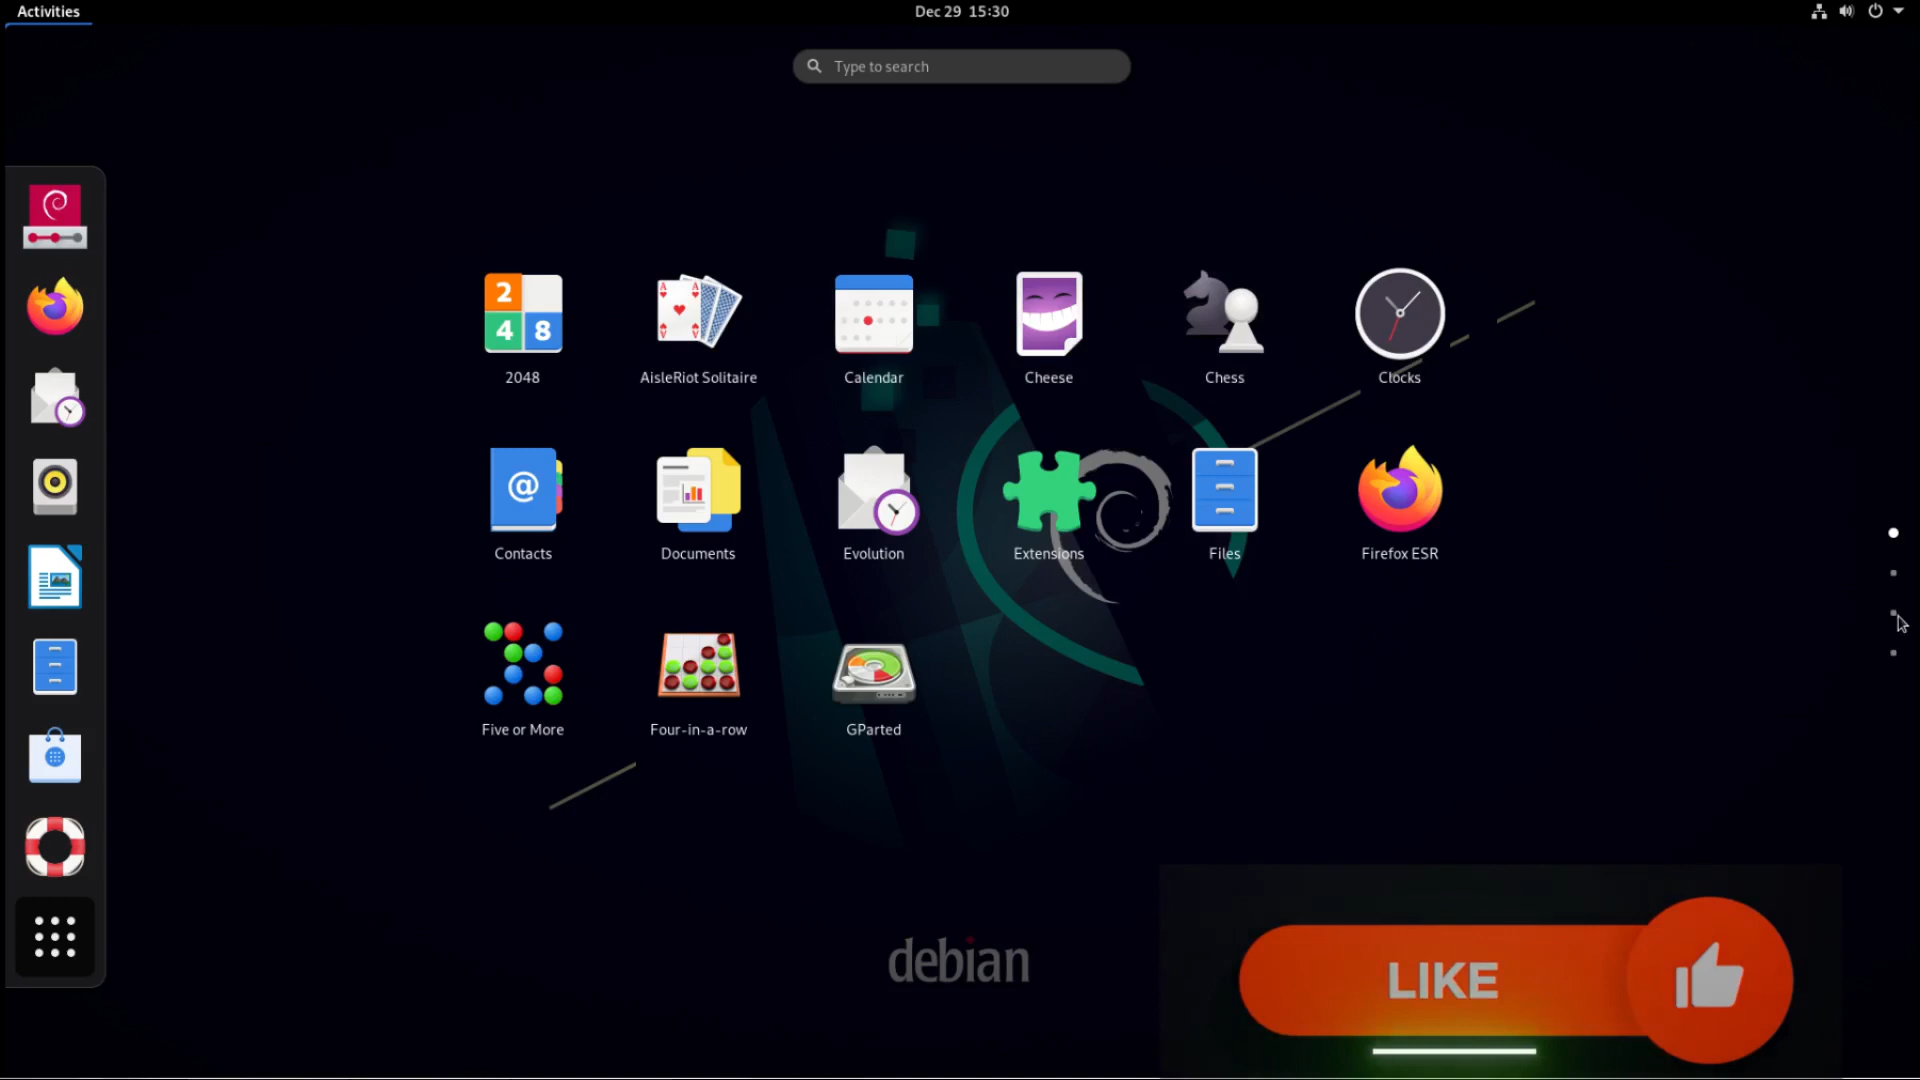 Activities
Dec 29 15:30
Type to search
2 4 8
2048
AisleRiot Solitaire
Calendar
Cheese
Chess
Clocks
Contacts
Documents
Evolution
Extensions
Files
Firefox ESR
Five or More
Four-in-a-row
GParted
debian
LIKE